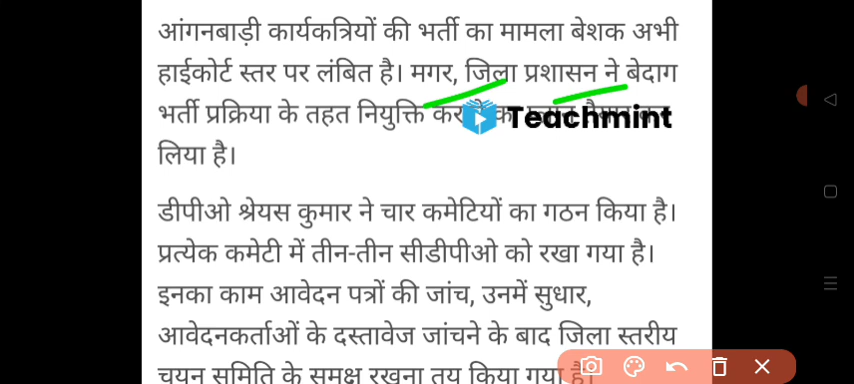 आंगनबाड़ी कार्यकत्रियों की भर्ती का मामला बेशक अभी
हाईकोर्ट स्तर पर लंबित है। मगर, जिला प्रशासन ने बेदाग
भर्ती प्रक्रिया के तहत नियुक्ति
Teachmint
लिया है।
डीपीओ श्रेयस कुमार ने चार कमेटियों का गठन किया है।
प्रत्येक कमेटी में तीन-तीन सीडीपीओ को रखा गया है।
इनका काम आवेदन पत्रों की जांच, उनमें सुधार,
आवेदनकर्ताओं के दस्तावेज जांचने के बाद जिला स्तरीय
चयन समिति के समक्ष रखना तय किया गया है।